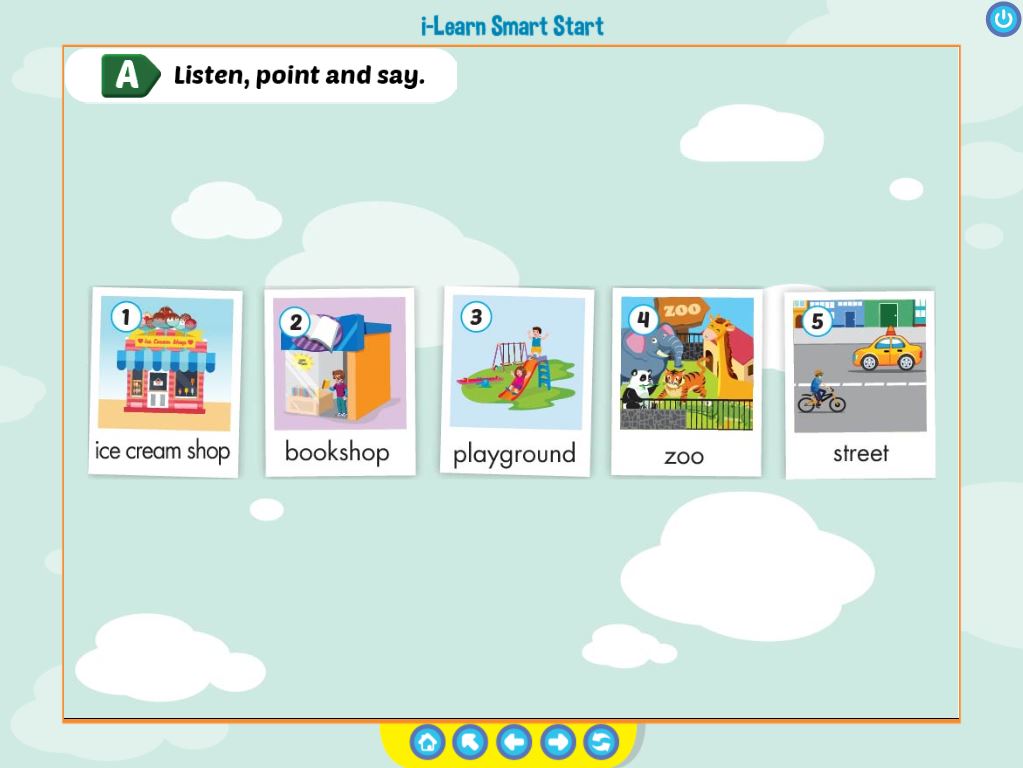 i-Learn Smart Start
A Listen, point and say.
1
Ice Cream Shop
ice cream shop
2
bookshop
3
playground
4
ZOO
zoo
5
street